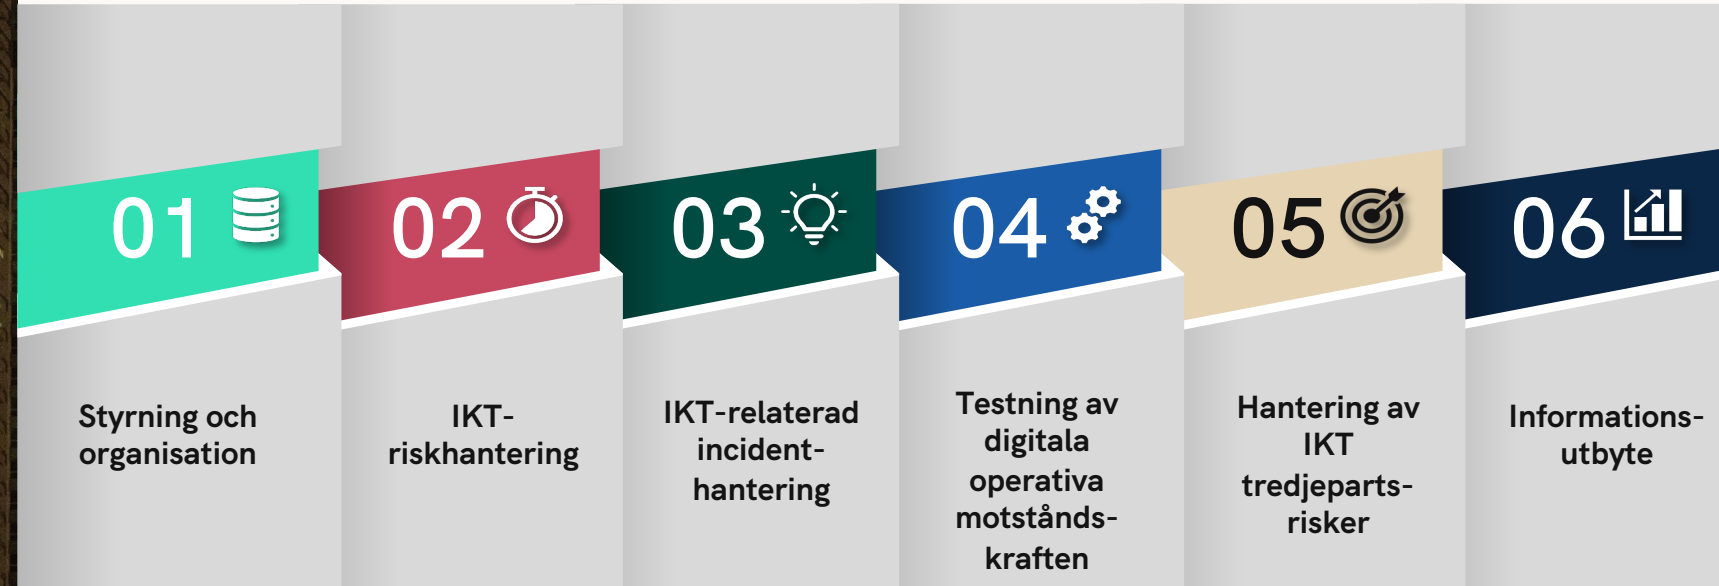 01
Styrning och
organisation
02
IKT-
riskhantering
03
IKT-relaterad
incident-
hantering
04
Testning av
digitala
operativa
motstånds-
kraften
05
Hantering av
IKT
tredjeparts-
risker
06
Informations-
utbyte